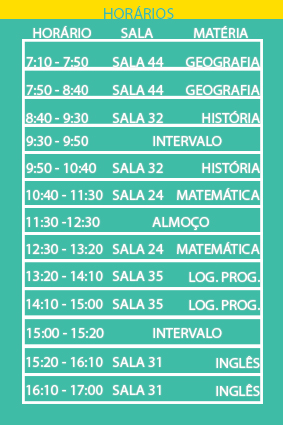 HORÁRIOS
HORÁRIO SALA MATÉRIA
7:10 - 7:50 SALA 44 GEOGRAFIA
7:50 - 8:40 SALA 44 GEOGRAFIA
8:40 - 9:30 SALA 32 HISTÓRIA
9:30 - 9:50 INTERVALO
9:50 - 10:40 SALA 32 HISTÓRIA
10:40 - 11:30 SALA 24 MATEMÁTICA
11:30 -12:30 ALMOÇO
12:30 - 13:20 SALA 24 MATEMÁTICA
13:20 - 14:10 SALA 35 LOG. PROG.
14:10 - 15:00 SALA 35 LOG. PROG.
15:00 - 15:20 INTERVALO
15:20 - 16:10 SALA 31 INGLÊS
16:10 - 17:00 SALA 31 INGLÊS